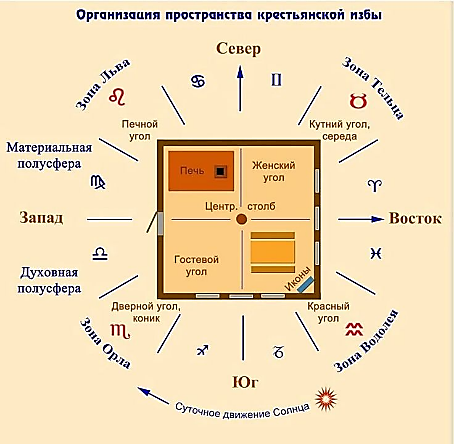 Организация пространства крестьянской избы
Север
Зона Льва
♋
♊
Зона Тельца
♌
♉
Печной
угол
Кутний угол,
середа
Материальная
полусфера
Печь
Женский
угол
♍
♈
Центр. столб
Запад
Восток
♎
♓
Духовная
полусфера
Гостевой
угол
Иконы
Дверной угол,
коник
Красный
угол
♏
♒
Зона Орла
Зона Водолея
♐
♑
Юг
Суточное движение Солнца